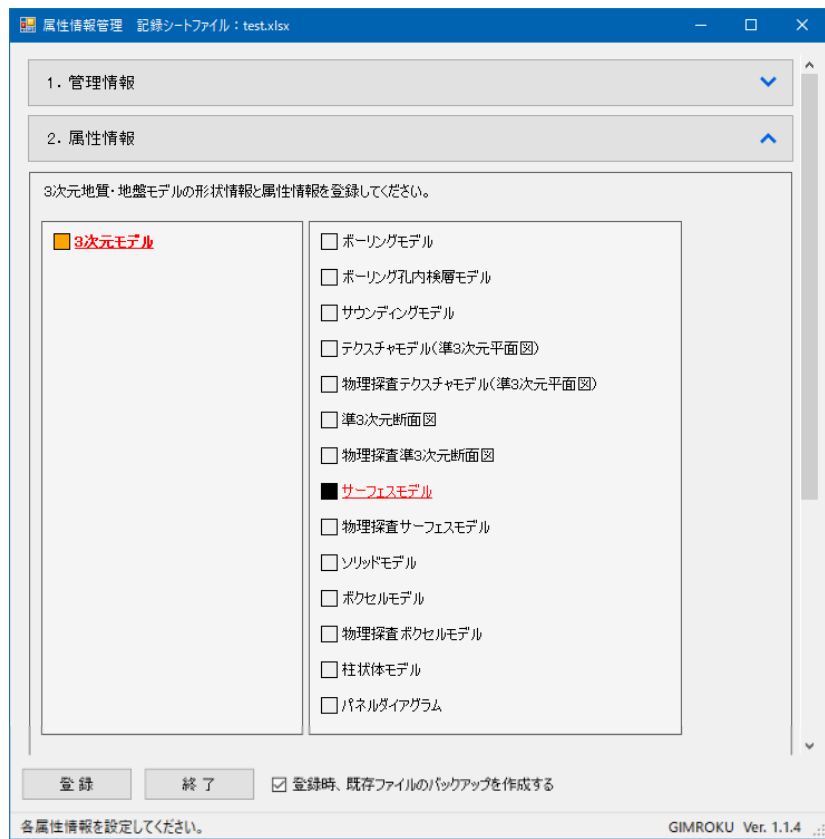 属性情報管理 記録シートファイル：test.xlsx
1．管理情報
2．属性情報
3次元地質・地盤モデルの形状情報と属性情報を登録してください。
3次元モデル
ボーリングモデル
ボーリング孔内検層モデル
サウンディングモデル
テクスチャモデル(準3次元平面図)
物理探査テクスチャモデル(準3次元平面図)
準3次元断面図
物理探査準3次元断面図
サーフェスモデル
物理探査サーフェスモデル
ソリッドモデル
ボクセルモデル
物理探査ボクセルモデル
柱状体モデル
パネルダイアグラム
登録 終了 登録時、既存ファイルのバックアップを作成する
各属性情報を設定してください。 GIMROKU Ver. 1.1.4